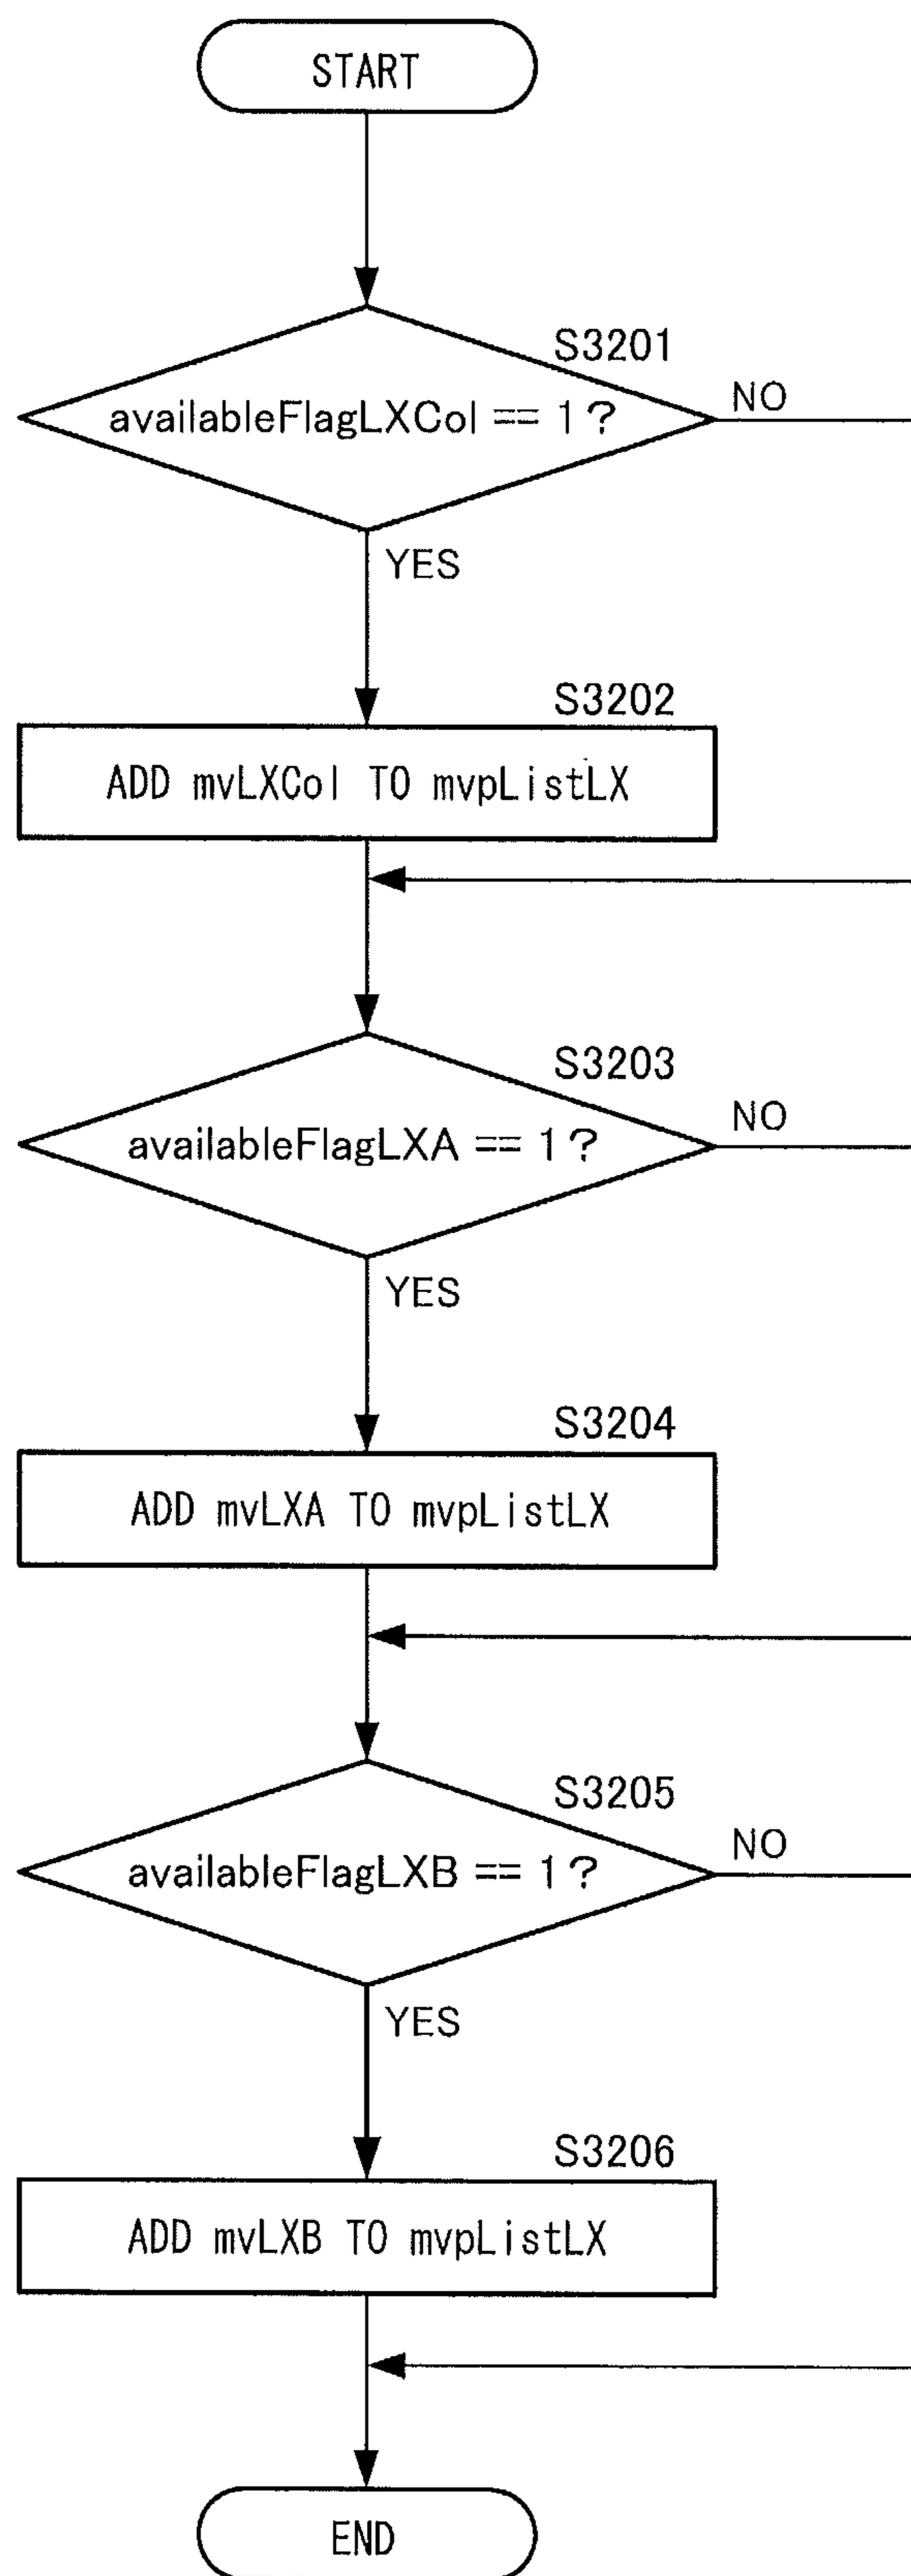 START
S3201
availableFlagLXCol == 1?
NO
YES
S3202
ADD mvLXCol TO mvpListLX
S3203
availableFlagLXA == 1?
NO
YES
S3204
ADD mvLXA TO mvpListLX
S3205
availableFlagLXB == 1?
NO
YES
S3206
ADD mvLXB TO mvpListLX
END